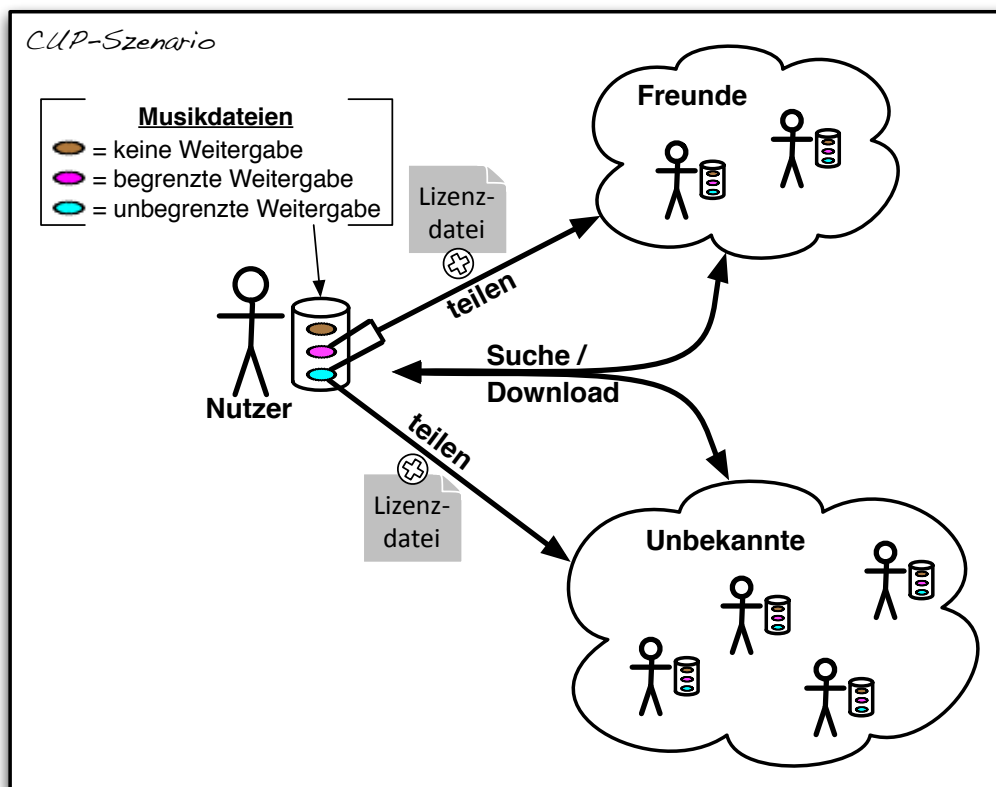 CUP-Szenario
Musikdateien
= keine Weitergabe
= begrenzte Weitergabe
= unbegrenzte Weitergabe
Freunde
Lizenz-
datei
teilen
Suche /
Download
Nutzer
teilen
Lizenz-
datei
Unbekannte